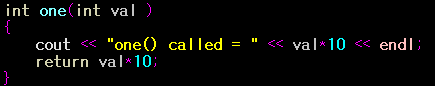 int one(int val )
{
cout << "one() called = " << val*10 << endl;
return val*10;
}